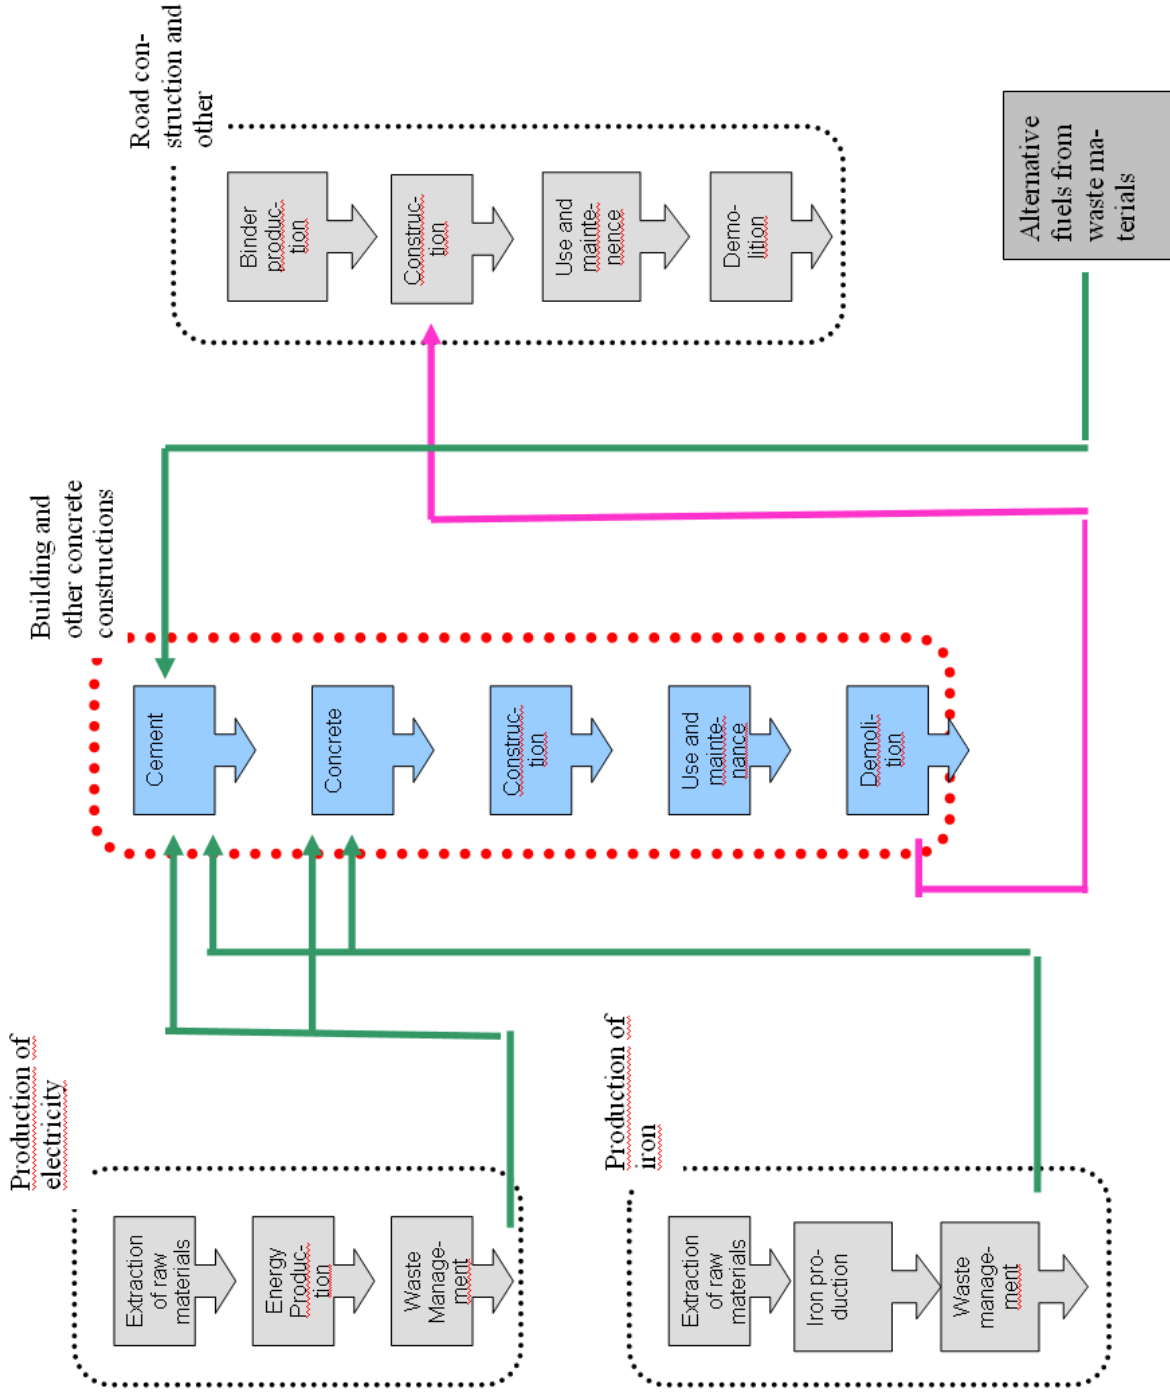 Production of
electricity
Extraction
of raw
materials
Energy
Produc-
tion
Waste
Manage-
ment
Production of
iron
Extraction
of raw
materials
Iron pro-
duction
Waste
manage-
ment
Building and
other concrete
constructions
Cement
Concrete
Construc-
tion
Use and
mainte-
nance
Demoli-
tion
Road con-
struction and
other
Binder
produc-
tion
Construc-
tion
Use and
mainte-
nence
Demo-
lition
Alternative
fuels from
waste ma-
terials